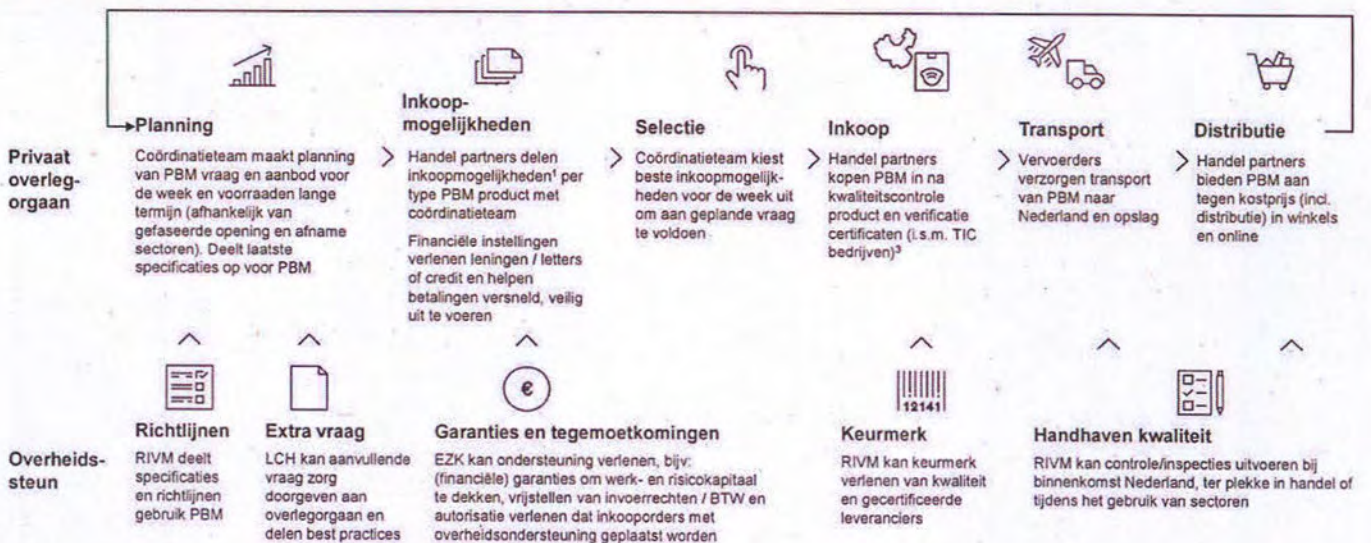 Privaat
overleg-
orgaan
Planning
Coördinatieteam maakt planning
van PBM vraag en aanbod voor
de week en voorraaden lange
termijn (afhankelijk van
gefaseerde opening en afname
sectoren). Deelt laatste
specificaties op voor PBM
Inkoop-
mogelijkheden
Handel partners delen
inkoopmogelijkheden¹ per
type PBM product met
coördinatieteam
Financiële instellingen
verlenen leningen / letters
of credit en helpen
betalingen versneld, veilig
uit te voeren
Selectie
Coördinatieteam kiest
beste inkoopmogelijk-
heden voor de week uit
om aan geplande vraag
te voldoen
Inkoop
Handel partners
kopen PBM in na
kwaliteitscontrole
product en verificatie
certificaten (i.s.m. TIC
bedrijven)³
Transport
Vervoerders
verzorgen transport
van PBM naar
Nederland en opslag
Distributie
Handel partners
bieden PBM aan
tegen kostprijs (incl.
distributie) in winkels
en online
Overheids-
steun
Richtlijnen
RIVM deelt
specificaties
en richtlijnen
gebruik PBM
Extra vraag
LCH kan aanvullende
vraag zorg
doorgeven aan
overlegorgaan en
delen best practices
€
Garanties en tegemoetkomingen
EZK kan ondersteuning verlenen, bijv:
(financiële) garanties om werk- en risicokapitaal
te dekken, vrijstellen van invoerrechten / BTW en
autorisatie verlenen dat inkooporders met
overheidsondersteuning geplaatst worden
12141
Keurmerk
RIVM kan keurmerk
verlenen van kwaliteit
en gecertificeerde
leveranciers
Handhaven kwaliteit
RIVM kan controle/inspecties uitvoeren bij
binnenkomst Nederland, ter plekke in handel of
tijdens het gebruik van sectoren